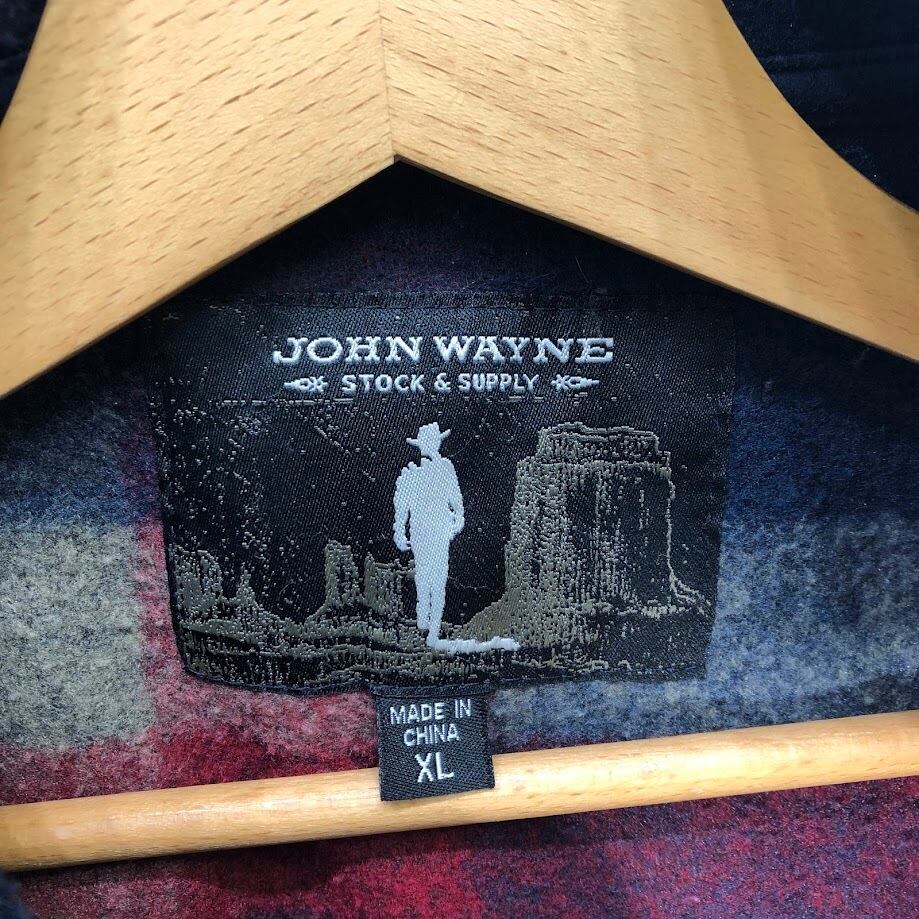 JOHN WAYNE
STOCK & SUPPLY
MADE IN
CHINA
XL